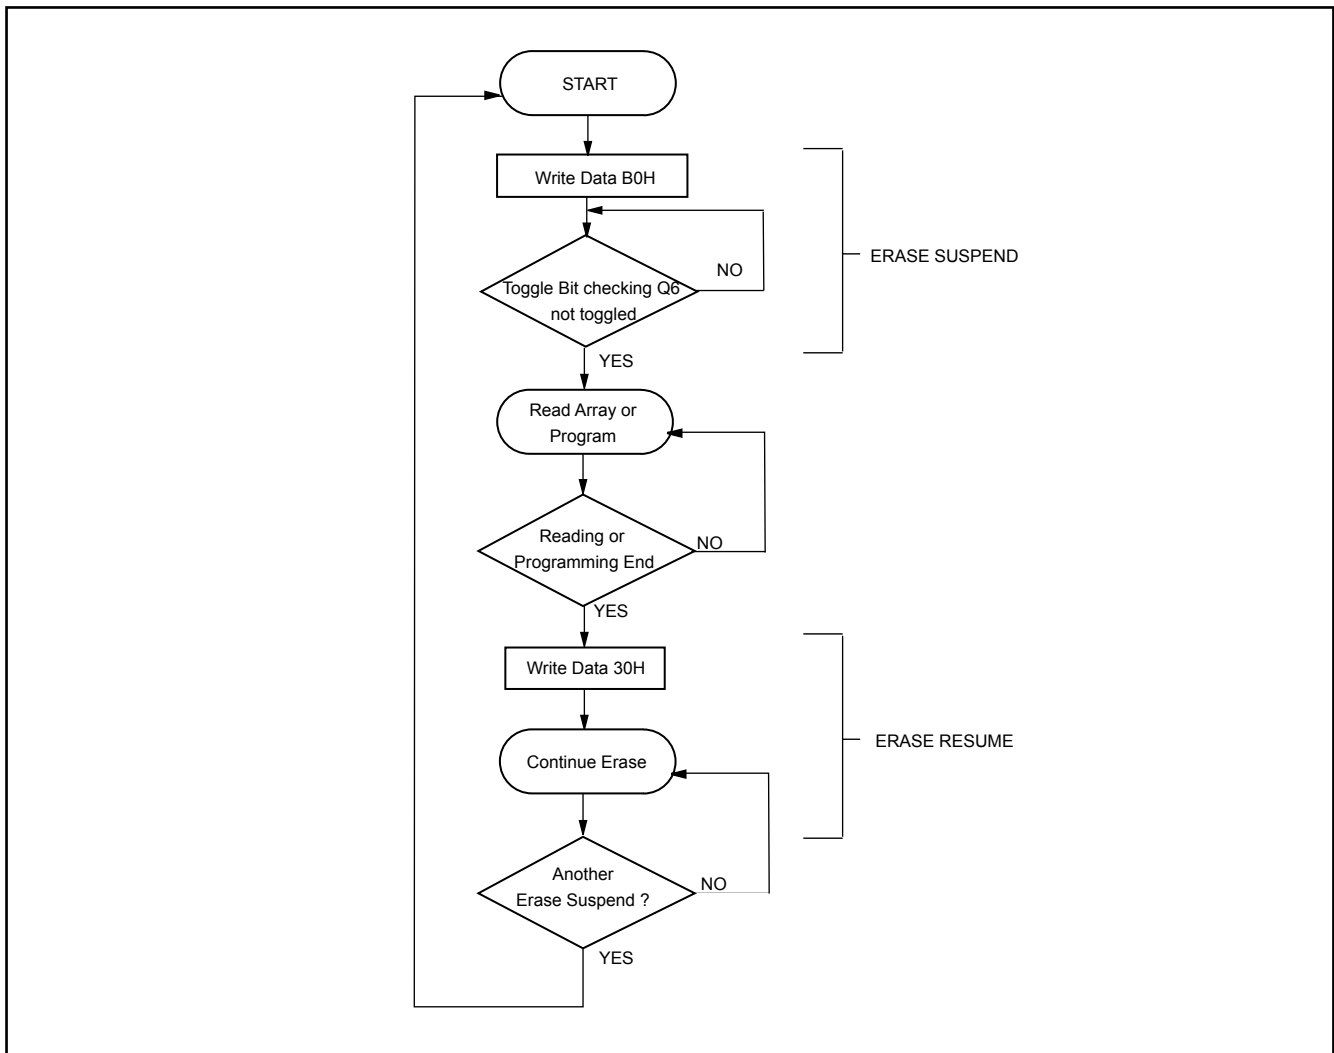 START
Write Data B0H
ERASE SUSPEND
NO
Toggle Bit checking Q6
not toggled
YES
Read Array or
Program
Reading or
Programming End
NO
YES
Write Data 30H
ERASE RESUME
Continue Erase
Another
Erase Suspend ?
NO
YES